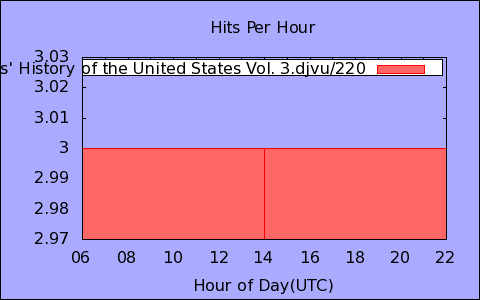 Hits Per Hour
s' History of the United States Vol. 3.djvu/220
3.03
3.02
3.01
3
2.99
2.98
2.97
06 08 10 12 14 16 18 20 22
Hour of Day(UTC)